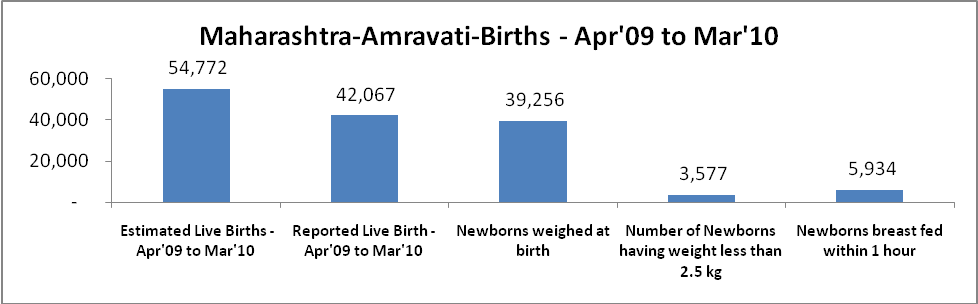 Maharashtra-Amravati-Births - Apr'09 to Mar'10
60,000
40,000
20,000
-
54,772
42,067
39,256
3,577
5,934
Estimated Live Births -
Apr'09 to Mar'10
Reported Live Birth -
Apr'09 to Mar'10
Newborns weighed at
birth
Number of Newborns
having weight less than
2.5 kg
Newborns breast fed
within 1 hour